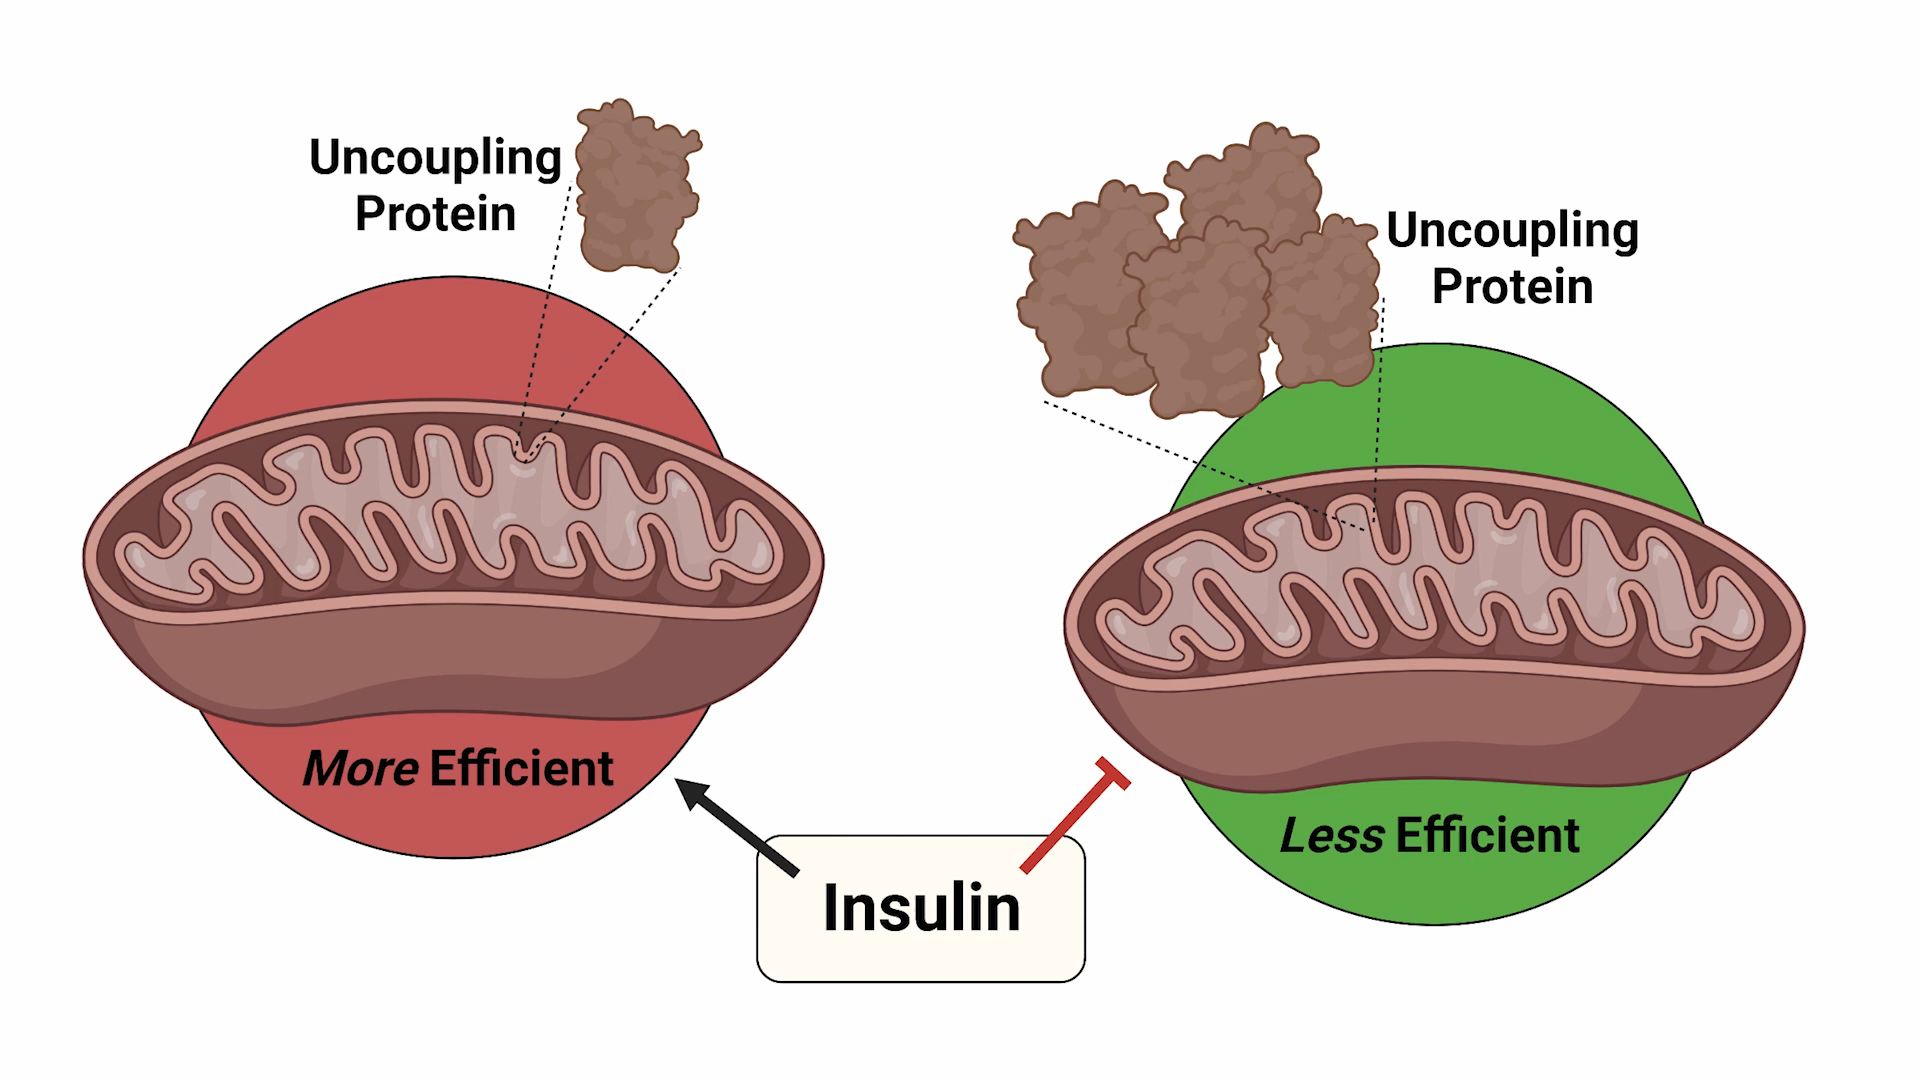 Uncoupling
Protein
Uncoupling
Protein
More Efficient
Less Efficient
Insulin